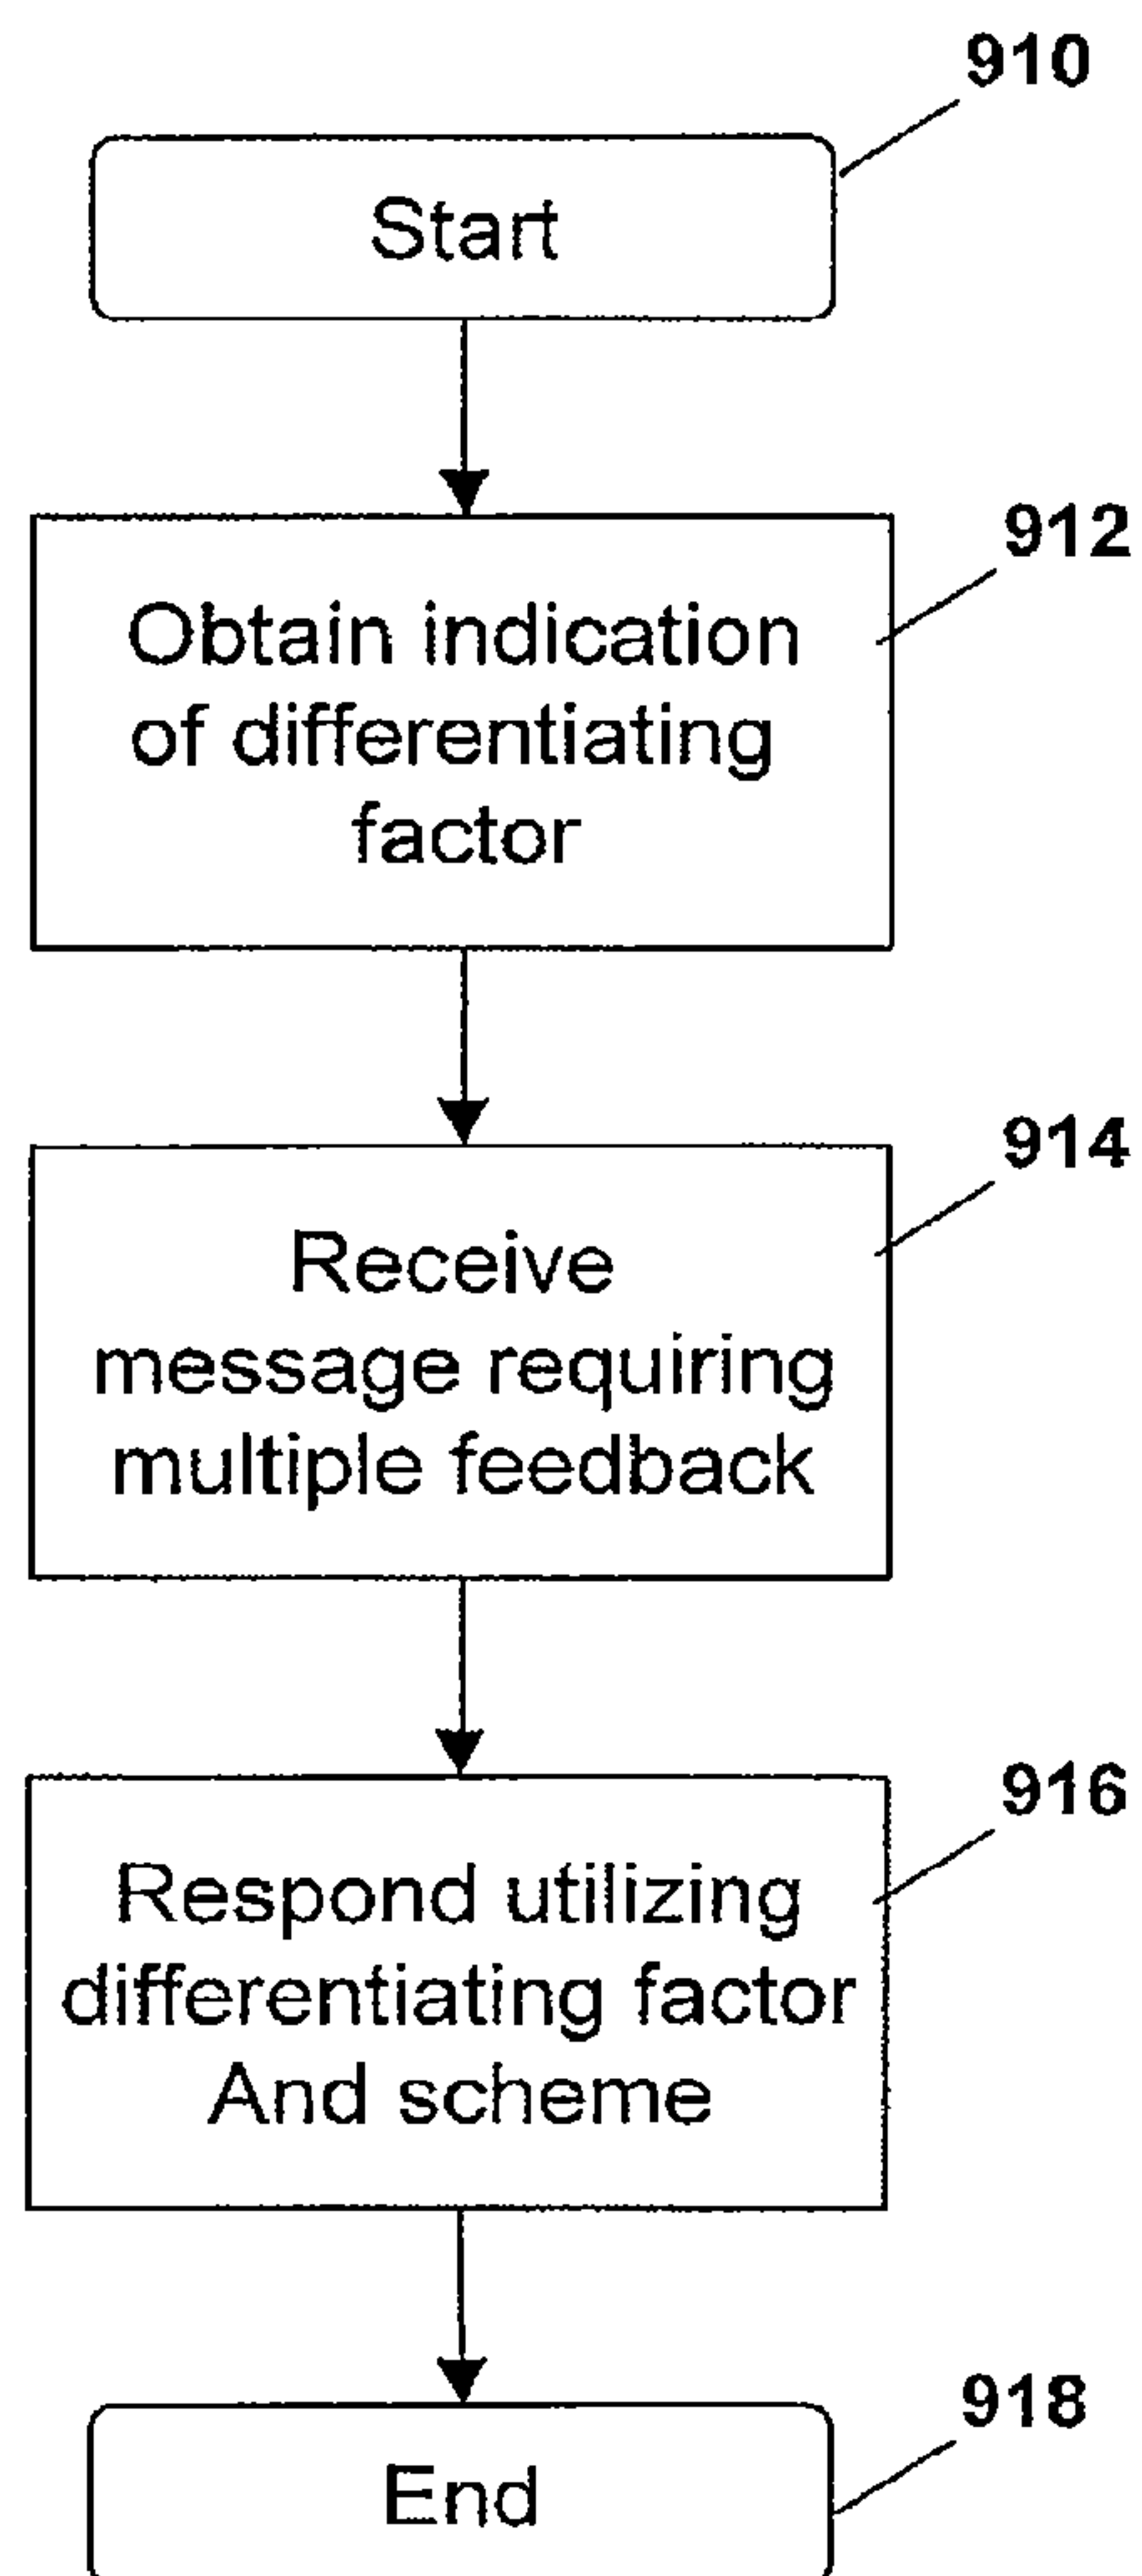 910
Start
912
Obtain indication
of differentiating
factor
914
Receive
message requiring
multiple feedback
916
Respond utilizing
differentiating factor
And scheme
918
End